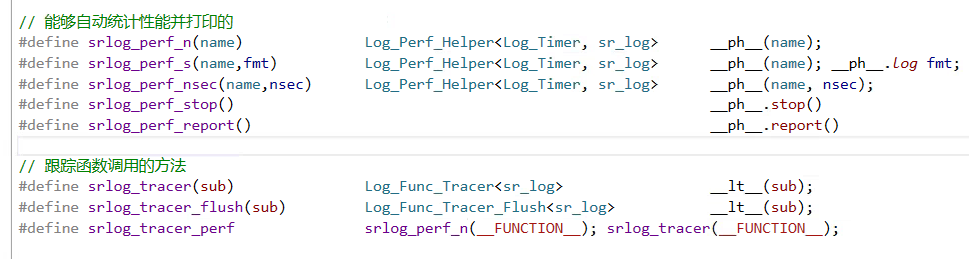 // 能够自动统计性能并打印的
#define srlog_perf_n(name) Log_Perf_Helper<Log_Timer, sr_log> __ph__(name);
#define srlog_perf_s(name,fmt) Log_Perf_Helper<Log_Timer, sr_log> __ph__(name); __ph__.log fmt;
#define srlog_perf_nsec(name,nsec) Log_Perf_Helper<Log_Timer, sr_log> __ph__(name, nsec);
#define srlog_perf_stop() __ph__.stop()
#define srlog_perf_report() __ph__.report()
// 跟踪函数调用的方法
#define srlog_tracer(sub) Log_Func_Tracer<sr_log> __lt__(sub);
#define srlog_tracer_flush(sub) Log_Func_Tracer_Flush<sr_log> __lt__(sub);
#define srlog_tracer_perf srlog_perf_n(__FUNCTION__); srlog_tracer(__FUNCTION__);